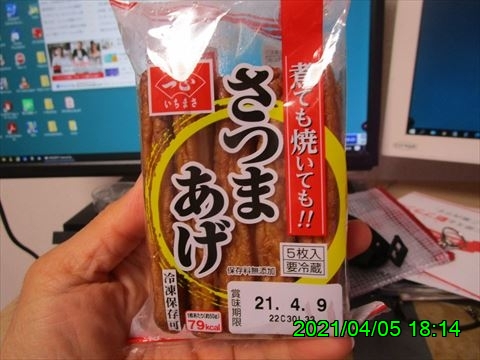 いちまさ
煮ても焼いても!!
さつま
あげ
5枚入
要冷蔵
保存料無添加
冷凍保存可
79kcal
賞味期限
21. 4. 9
2021/04/05 18:14